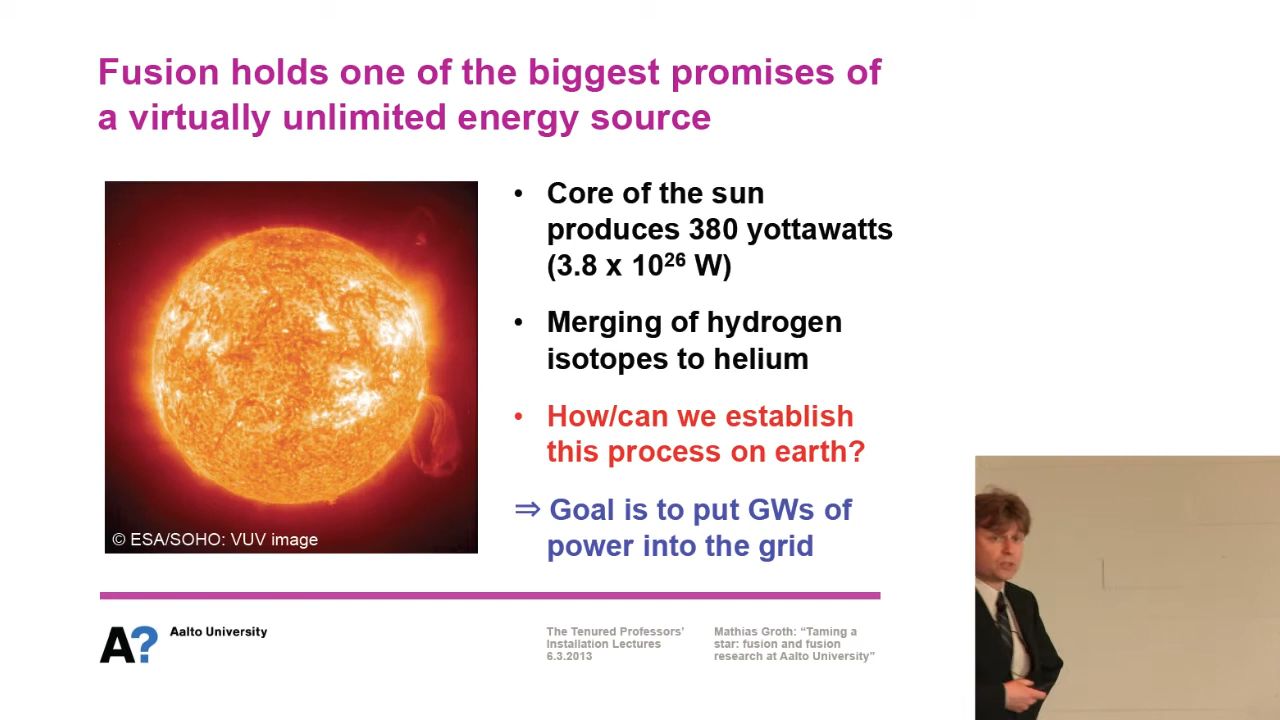 Fusion holds one of the biggest promises of
a virtually unlimited energy source
• Core of the sun
produces 380 yottawatts
(3.8 x 10²⁶ W)
• Merging of hydrogen
isotopes to helium
• How/can we establish
this process on earth?
⇒ Goal is to put GWs of
power into the grid
© ESA/SOHO: VUV image
A?
Aalto University
The Tenured Professors’
Installation Lectures
6.3.2013
Mathias Groth: “Taming a
star: fusion and fusion
research at Aalto University”